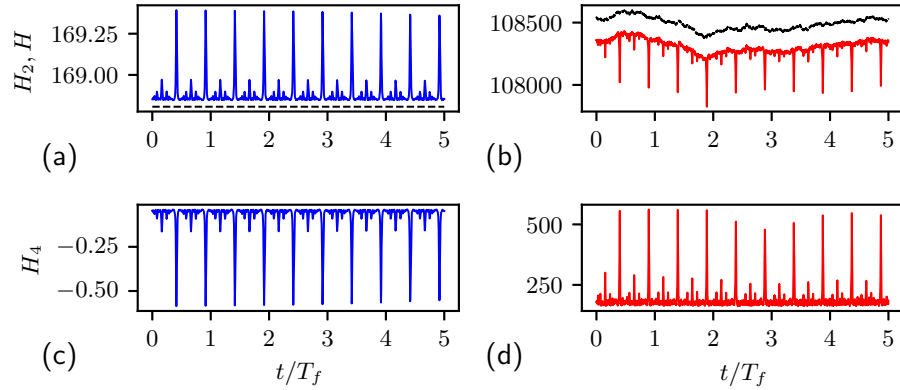 H₂, H
169.25
169.00
0 1 2 3 4 5
(a)
108500
108000
0 1 2 3 4 5
(b)
H₄
−0.25
−0.50
0 1 2 3 4 5
(c)
t/T_f
500
250
0 1 2 3 4 5
(d)
t/T_f